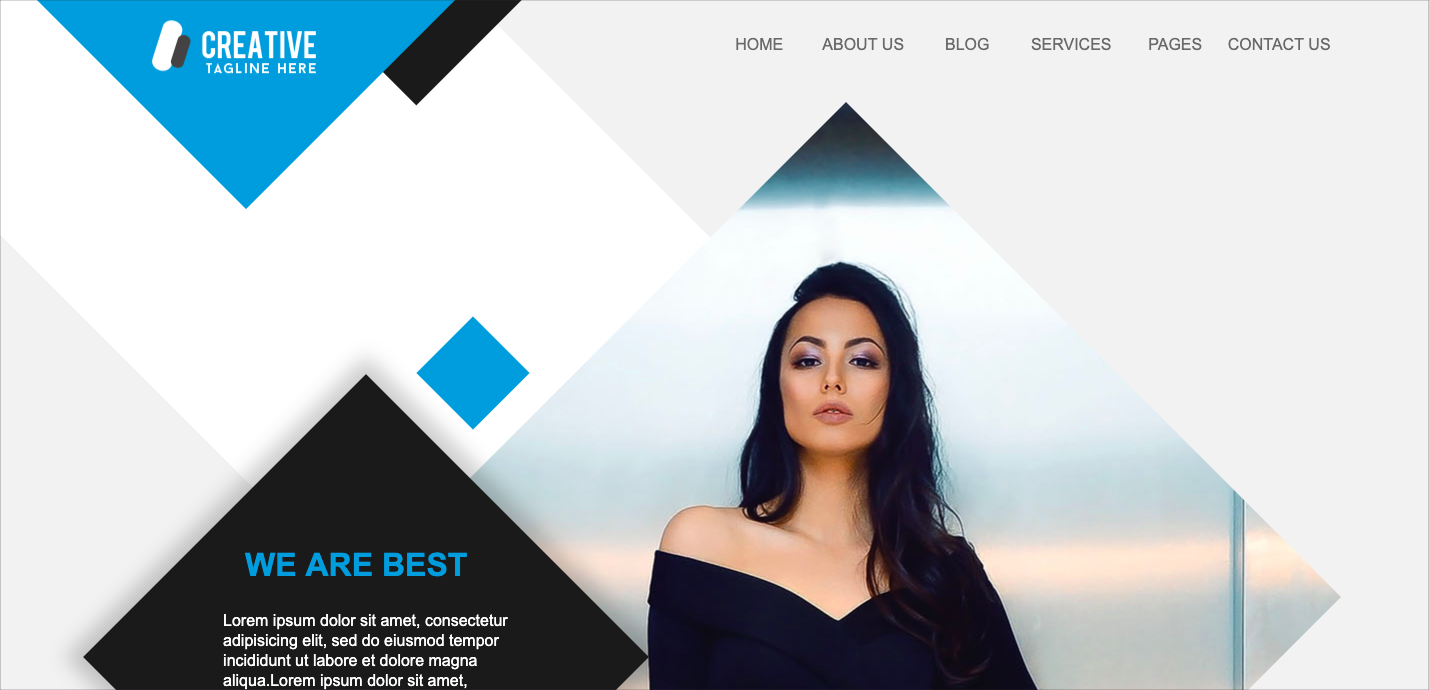 CREATIVE
TAGLINE HERE
HOME ABOUT US BLOG SERVICES PAGES CONTACT US
WE ARE BEST
Lorem ipsum dolor sit amet, consectetur
adipisicing elit, sed do eiusmod tempor
incididunt ut labore et dolore magna
aliqua.Lorem ipsum dolor sit amet,